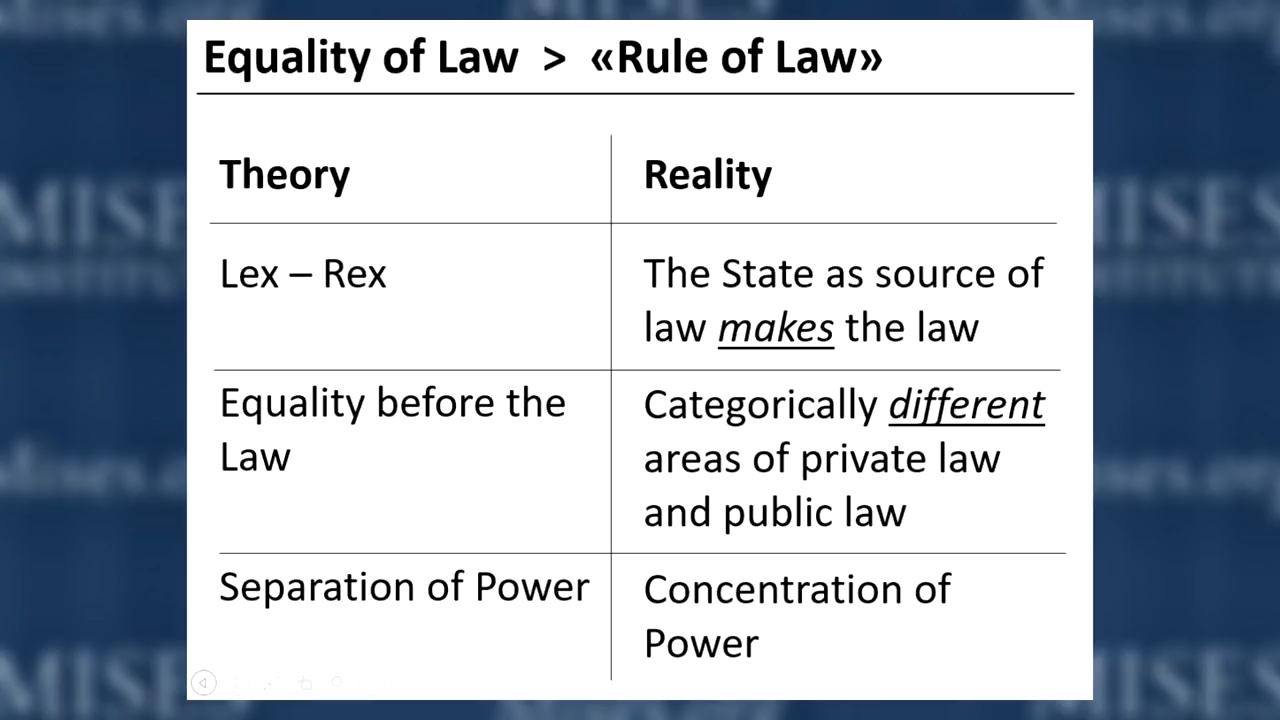 Equality of Law > «Rule of Law»
Theory
Reality
Lex – Rex
The State as source of
law makes the law
Equality before the
Law
Categorically different
areas of private law
and public law
Separation of Power
Concentration of
Power